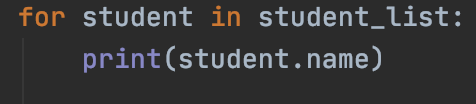 for student in student_list:
    print(student.name)